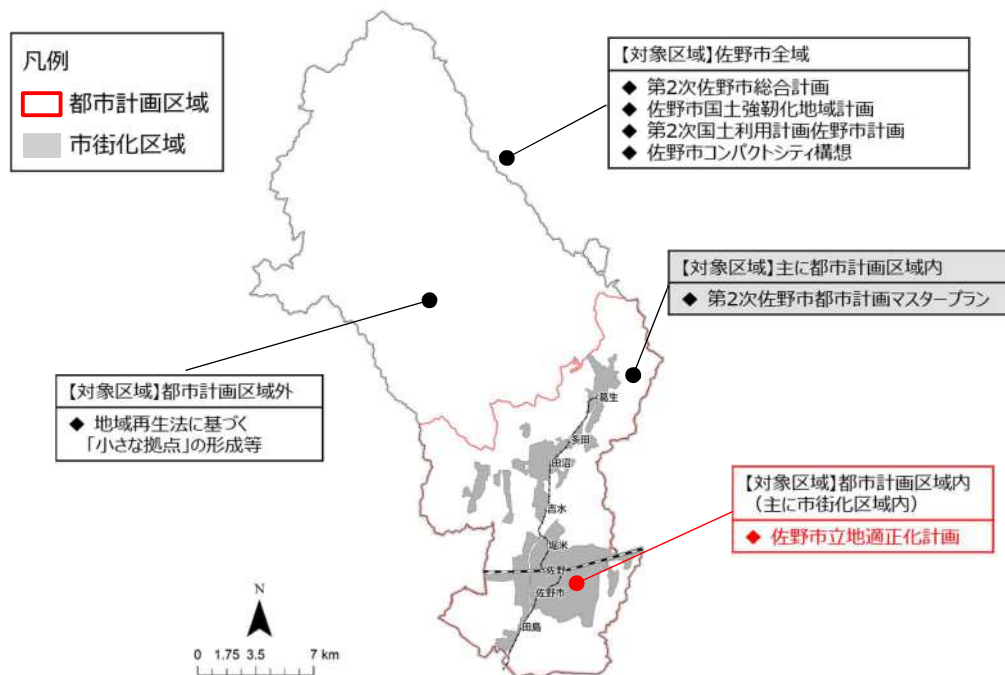 凡例
都市計画区域
市街化区域
【対象区域】佐野市全域
◆ 第2次佐野市総合計画
◆ 佐野市国土強靭化地域計画
◆ 第2次国土利用計画佐野市計画
◆ 佐野市コンパクトシティ構想
【対象区域】主に都市計画区域内
◆ 第2次佐野市都市計画マスタープラン
【対象区域】都市計画区域外
◆ 地域再生法に基づく
「小さな拠点」の形成等
葛生
多田
田沼
吉水
堀米
佐野
佐野市
田島
【対象区域】都市計画区域内
（主に市街化区域内）
◆ 佐野市立地適正化計画
N
0 1.75 3.5 7 km